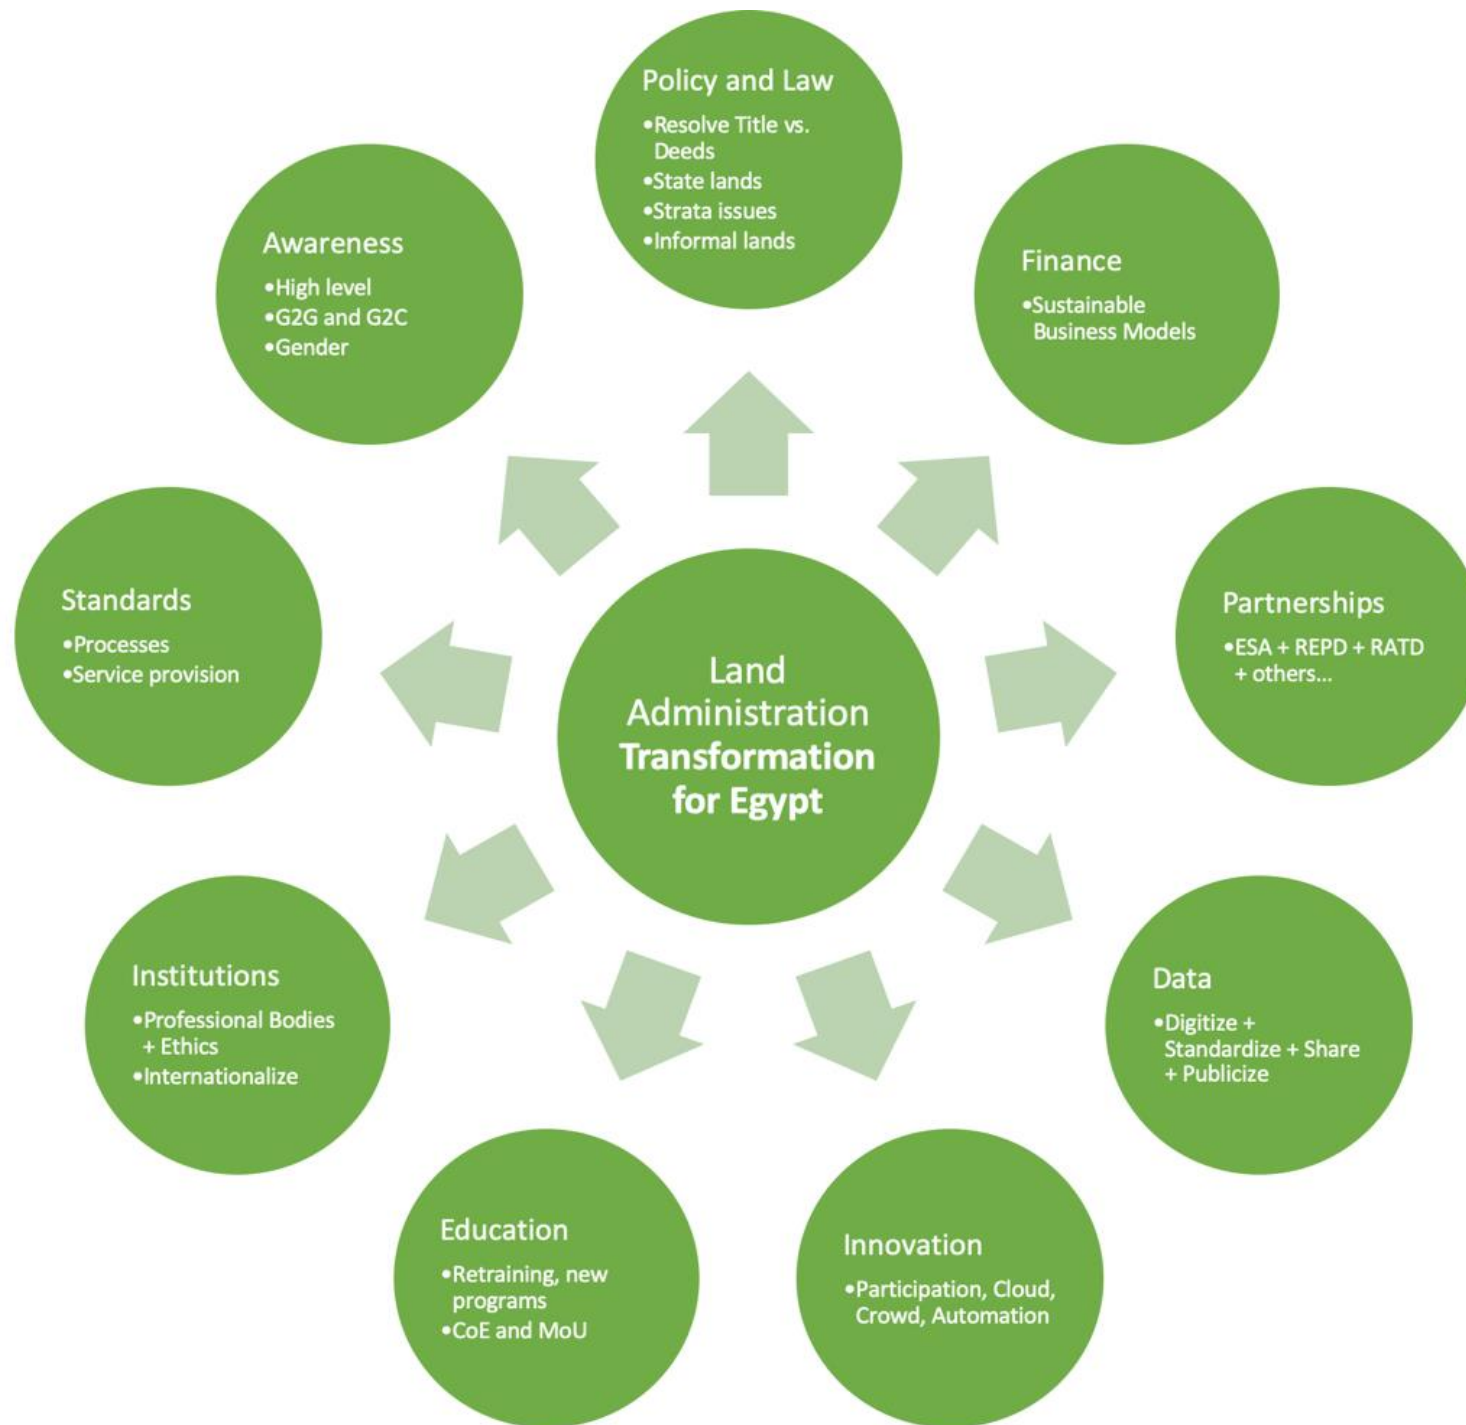 Policy and Law
•Resolve Title vs.
Deeds
•State lands
•Strata issues
•Informal lands
Finance
•Sustainable
Business Models
Partnerships
•ESA + REPD + RATD
+ others...
Data
•Digitize +
Standardize + Share
+ Publicize
Innovation
•Participation, Cloud,
Crowd, Automation
Education
•Retraining, new
programs
•CoE and MoU
Institutions
•Professional Bodies
+ Ethics
•Internationalize
Standards
•Processes
•Service provision
Awareness
•High level
•G2G and G2C
•Gender
Land
Administration
Transformation
for Egypt